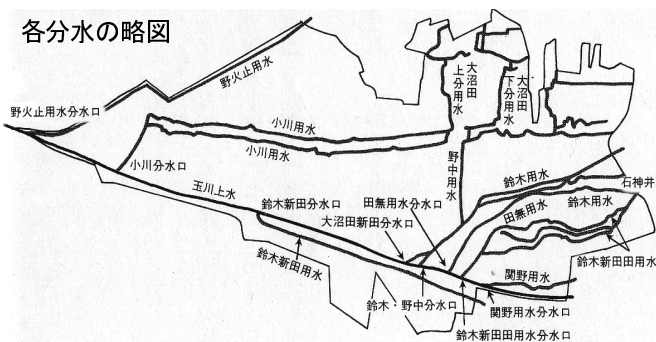 各分水の略図
野火止用水
野火止用水分水口
大沼田
上分用水
大沼田
下分用水
小川用水
小川用水
小川分水口
玉川上水
野中用水
鈴木用水
石神井
鈴木新田分水口
田無用水分水口
田無用水
鈴木用水
大沼田新田分水口
鈴木新田用水
鈴木新田田用水
関野用水
鈴木・野中分水口
関野用水分水口
鈴木新田田用水分水口